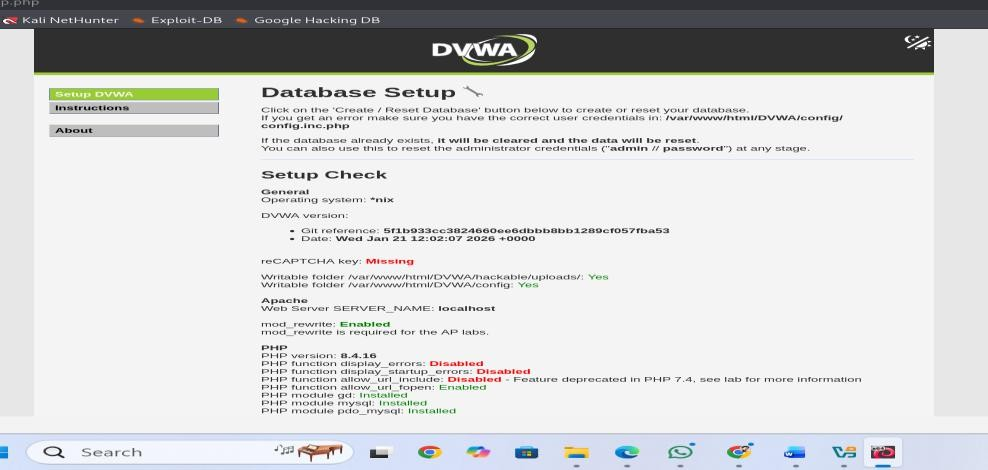 p.php
Kali NetHunter Exploit-DB Google Hacking DB
DVWA
Setup DVWA
Instructions
About
Database Setup
Click on the 'Create / Reset Database' button below to create or reset your database.
If you get an error make sure you have the correct user credentials in: /var/www/html/DVWA/config/
config.inc.php
If the database already exists, it will be cleared and the data will be reset.
You can also use this to reset the administrator credentials ("admin // password") at any stage.
Setup Check
General
Operating system: *nix
DVWA version:
• Git reference: 5f1b933cc3824660ee6dbbb8bb1289cf057fba53
• Date: Wed Jan 21 12:02:07 2026 +0000
reCAPTCHA key: Missing
Writable folder /var/www/html/DVWA/hackable/uploads/: Yes
Writable folder /var/www/html/DVWA/config: Yes
Apache
Web Server SERVER_NAME: localhost
mod_rewrite: Enabled
mod_rewrite is required for the AP labs.
PHP
PHP version: 8.4.16
PHP function display_errors: Disabled
PHP function display_startup_errors: Disabled
PHP function allow_url_include: Disabled - Feature deprecated in PHP 7.4, see lab for more information
PHP function allow_url_fopen: Enabled
PHP module gd: Installed
PHP module mysql: Installed
PHP module pdo_mysql: Installed
Search